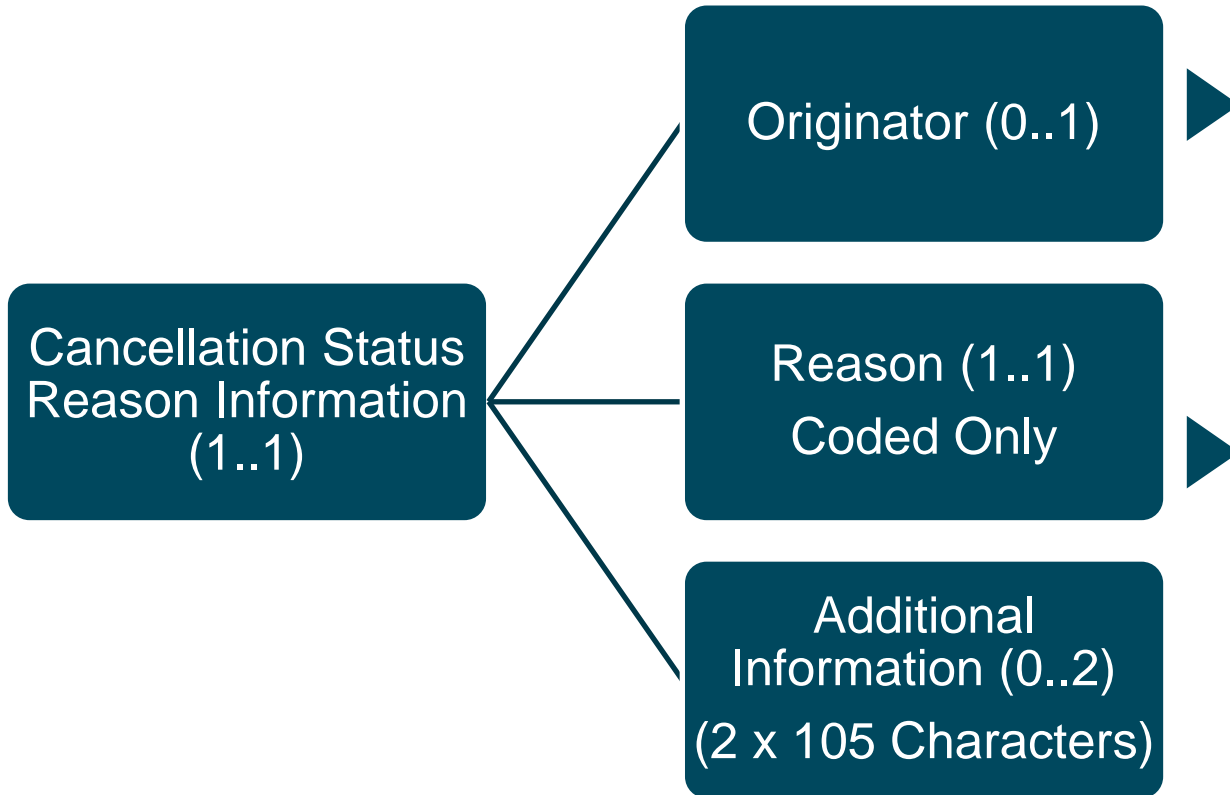 Originator (0..1)
Cancellation Status
Reason Information
(1..1)
Reason (1..1)
Coded Only
Additional
Information (0..2)
(2 x 105 Characters)